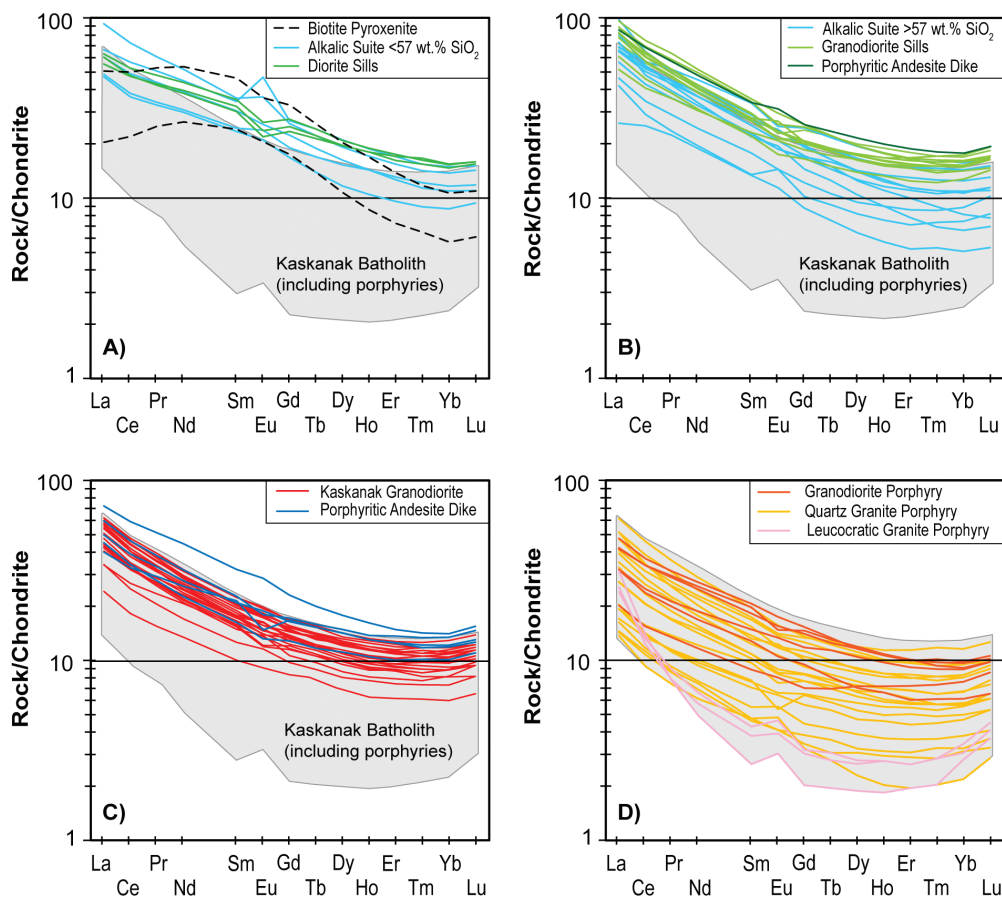 A)
100
10
1
Rock/Chondrite
Biotite Pyroxenite
Alkalic Suite <57 wt.% SiO2
Diorite Sills
Kaskanak Batholith
(including porphyries)
La Ce Pr Nd Sm Eu Gd Tb Dy Ho Er Tm Yb Lu
B)
100
10
1
Rock/Chondrite
Alkalic Suite >57 wt.% SiO2
Granodiorite Sills
Porphyritic Andesite Dike
Kaskanak Batholith
(including porphyries)
La Ce Pr Nd Sm Eu Gd Tb Dy Ho Er Tm Yb Lu
C)
100
10
1
Rock/Chondrite
Kaskanak Granodiorite
Porphyritic Andesite Dike
Kaskanak Batholith
(including porphyries)
La Ce Pr Nd Sm Eu Gd Tb Dy Ho Er Tm Yb Lu
D)
100
10
1
Rock/Chondrite
Granodiorite Porphyry
Quartz Granite Porphyry
Leucocratic Granite Porphyry
La Ce Pr Nd Sm Eu Gd Tb Dy Ho Er Tm Yb Lu